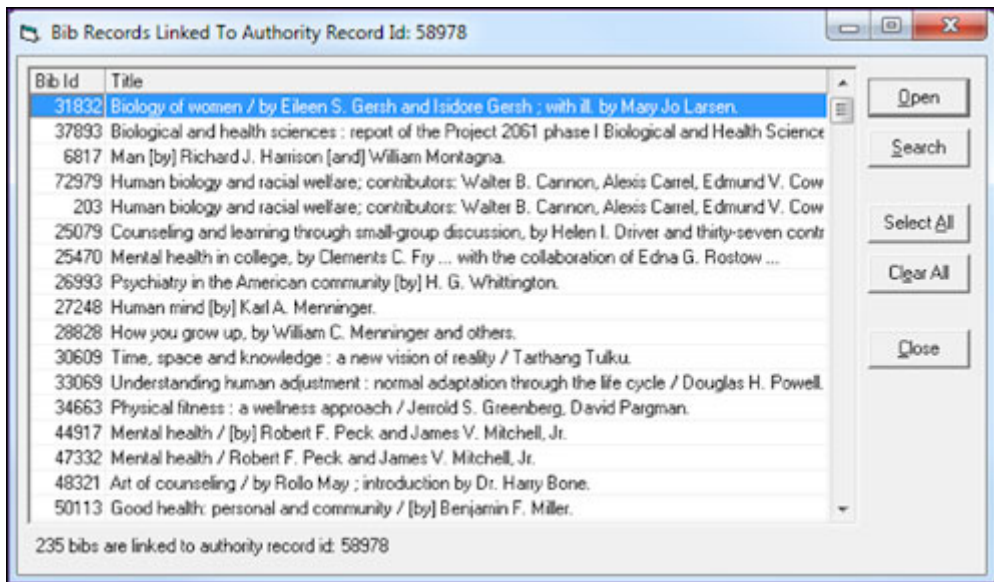 Bib Records Linked To Authority Record Id: 58978
Bib Id Title
31832 Biology of women / by Eileen S. Gersh and Isidore Gersh ; with ill. by Mary Jo Larsen.
37893 Biological and health sciences : report of the Project 2061 phase I Biological and Health Science
6817 Man [by] Richard J. Harrison [and] William Montagna.
72979 Human biology and racial welfare; contributors: Walter B. Cannon, Alexis Carrel, Edmund V. Cow
203 Human biology and racial welfare; contributors: Walter B. Cannon, Alexis Carrel, Edmund V. Cow
25079 Counseling and learning through small-group discussion, by Helen I. Driver and thirty-seven contr
25470 Mental health in college, by Clements C. Fry ... with the collaboration of Edna G. Rostow ...
26993 Psychiatry in the American community [by] H. G. Whittington.
27248 Human mind [by] Karl A. Menninger.
28828 How you grow up, by William C. Menninger and others.
30609 Time, space and knowledge : a new vision of reality / Tarthang Tulku.
33069 Understanding human adjustment : normal adaptation through the life cycle / Douglas H. Powell.
34663 Physical fitness : a wellness approach / Jerrold S. Greenberg, David Pargman.
44917 Mental health / [by] Robert F. Peck and James V. Mitchell, Jr.
47332 Mental health / Robert F. Peck and James V. Mitchell, Jr.
48321 Art of counseling / by Rollo May ; introduction by Dr. Harry Bone.
50113 Good health: personal and community / [by] Benjamin F. Miller.
235 bibs are linked to authority record id: 58978
Open
Search
Select All
Clear All
Close